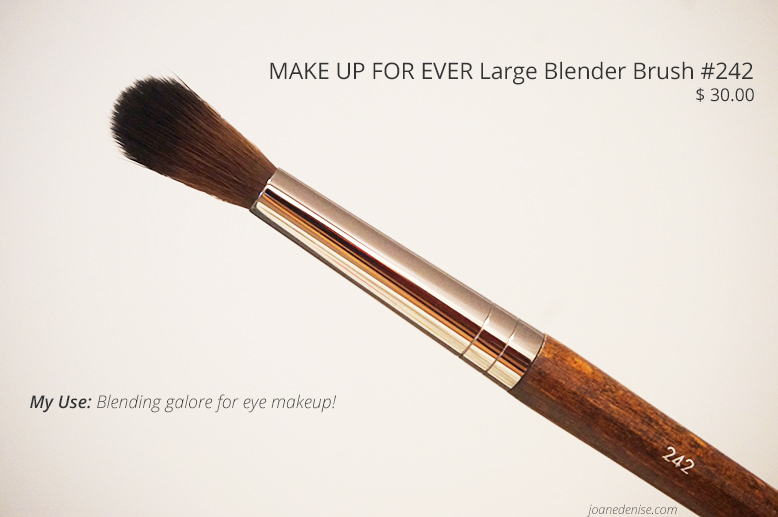 MAKE UP FOR EVER Large Blender Brush #242
$ 30.00
My Use: Blending galore for eye makeup!
242
joanedenise.com